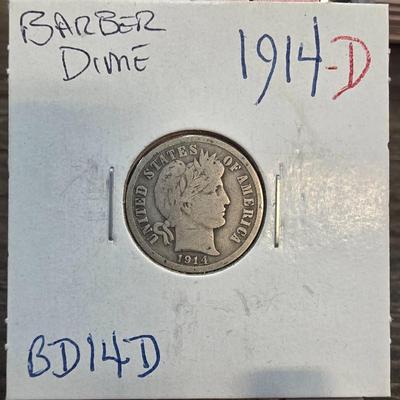 BARBER
DIME
1914-D
UNITED STATES OF AMERICA
1914
BD14D